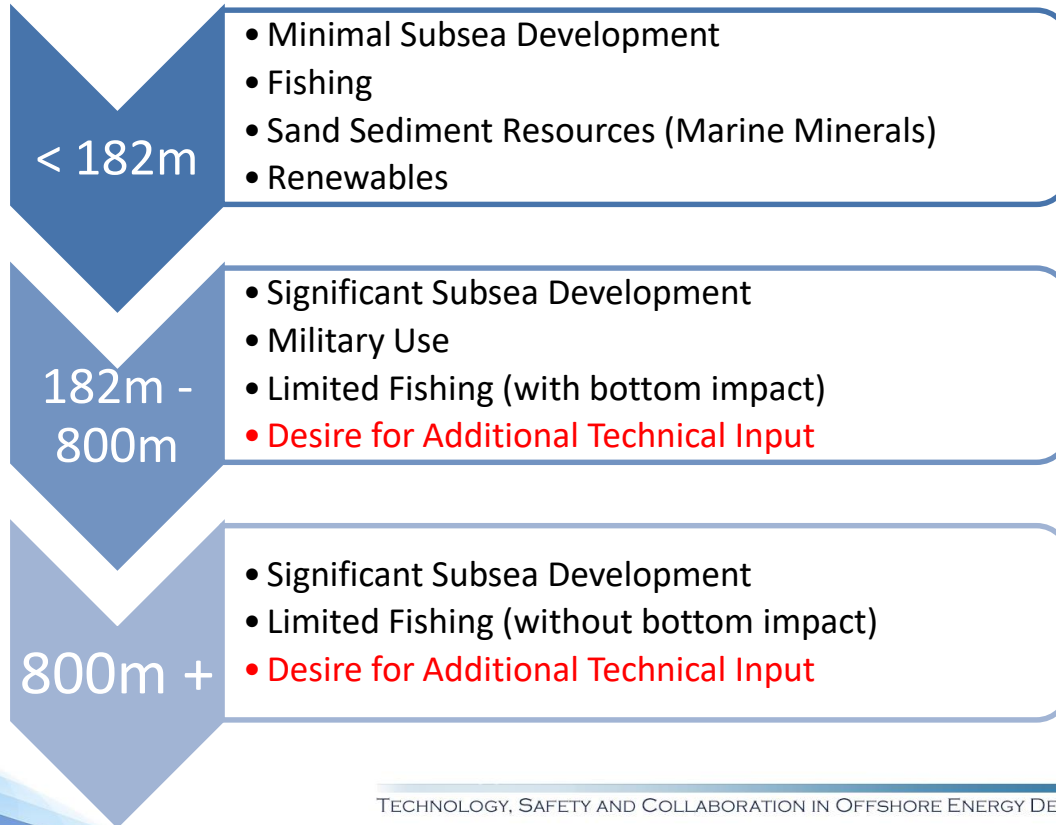 < 182m
• Minimal Subsea Development
• Fishing
• Sand Sediment Resources (Marine Minerals)
• Renewables
182m -
800m
• Significant Subsea Development
• Military Use
• Limited Fishing (with bottom impact)
• Desire for Additional Technical Input
800m +
• Significant Subsea Development
• Limited Fishing (without bottom impact)
• Desire for Additional Technical Input
TECHNOLOGY, SAFETY AND COLLABORATION IN OFFSHORE ENERGY DE